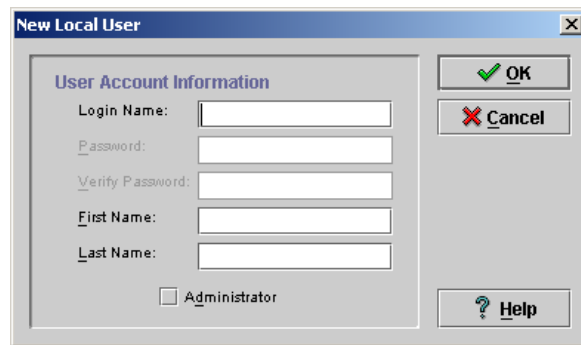 New Local User
User Account Information
Login Name:
Password:
Verify Password:
First Name:
Last Name:
Administrator
OK
Cancel
Help